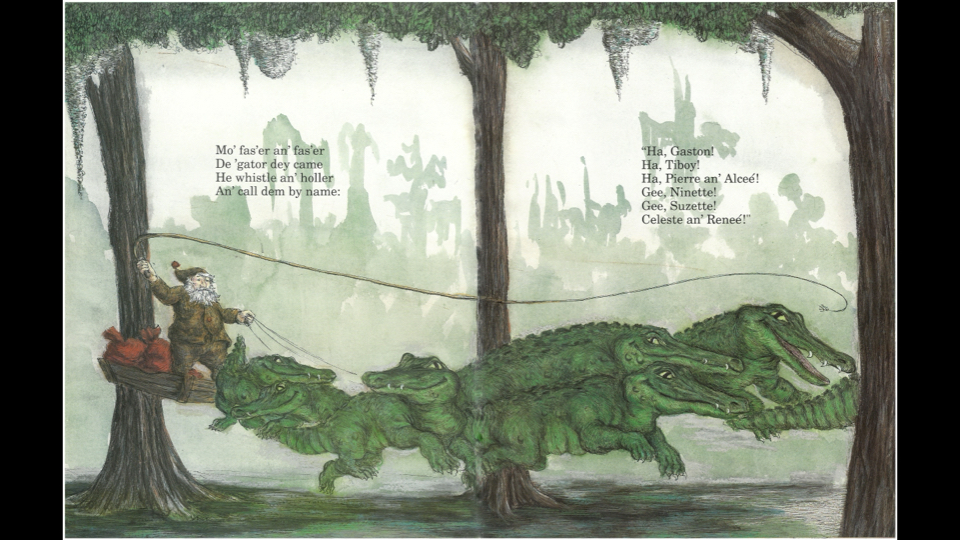 Mo' fas'er an' fas'er
De 'gator dey came
He whistle an' holler
An' call dem by name:
"Ha, Gaston!
Ha, Tiboy!
Ha, Pierre an' Alceé!
Gee, Ninette!
Gee, Suzette!
Celeste an' Reneé!"